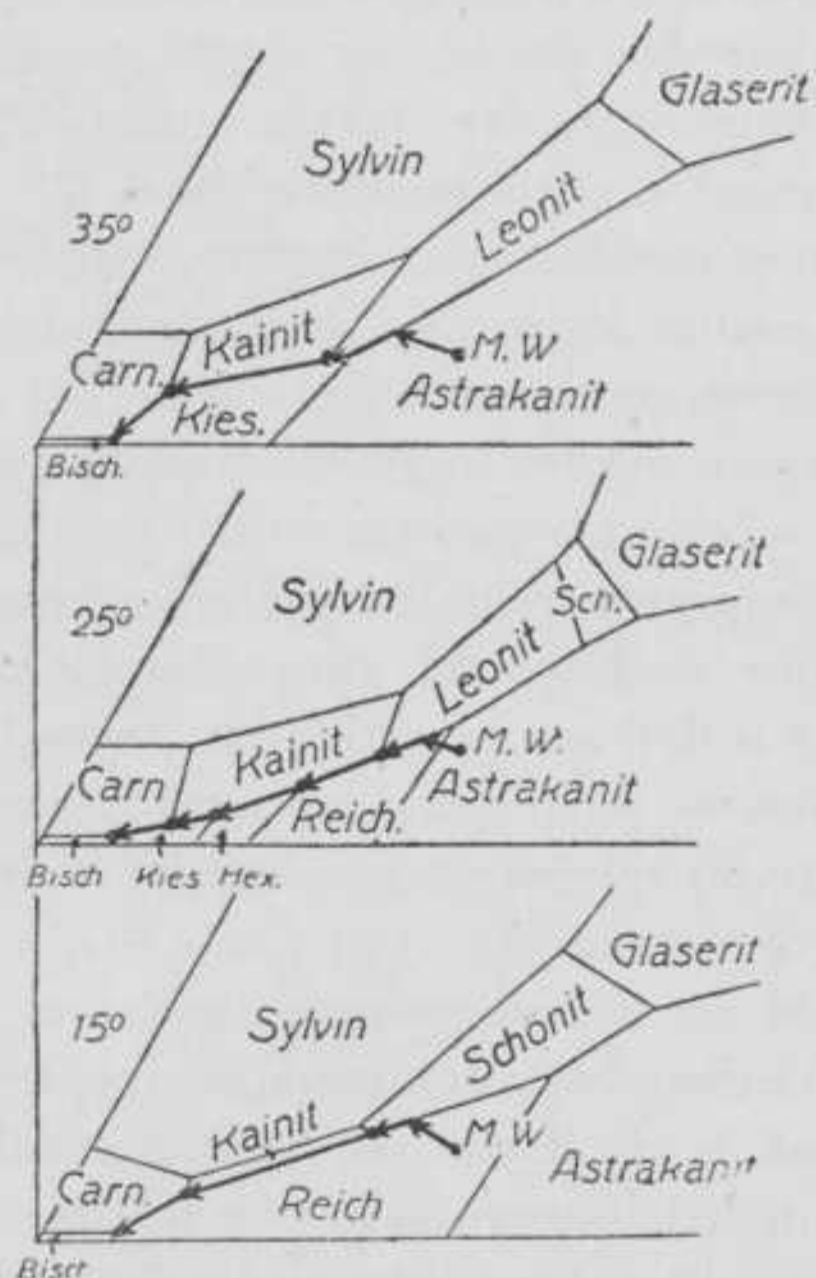 Glaserit
Sylvin
Leonit
35°
Kainit
M.W
Carn.
Astrakanit
Kies.
Bisch.
Glaserit
Sylvin
Sch.
25°
Leonit
Kainit
M.W.
Carn
Astrakanit
Reich.
Bisch Kies Hex.
Glaserit
15°
Sylvin
Schonit
Kainit
M.W
Carn.
Reich
Astrakanit
Bisch